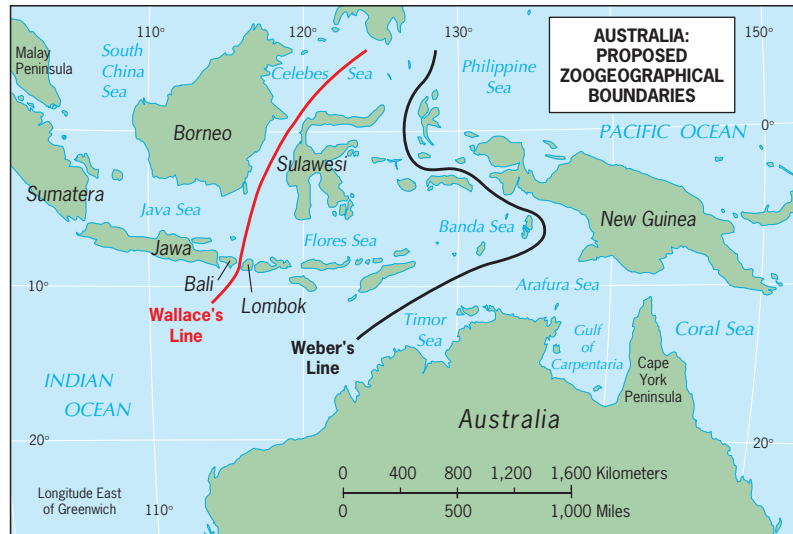 110°
120°
130°
150°
AUSTRALIA:
PROPOSED
ZOOGEOGRAPHICAL
BOUNDARIES
Malay
Peninsula
South
China
Sea
Celebes Sea
Philippine
Sea
Borneo
PACIFIC OCEAN
0°
Sulawesi
Sumatera
Java Sea
New Guinea
Jawa
Flores Sea
Banda Sea
Bali
Lombok
10°
Arafura Sea
Wallace's
Line
Timor
Sea
Weber's
Line
Gulf
of
Carpentaria
Coral Sea
Cape
York
Peninsula
INDIAN
OCEAN
Australia
20°
20°
0 400 800 1,200 1,600 Kilometers
0 500 1,000 Miles
Longitude East
of Greenwich
110°